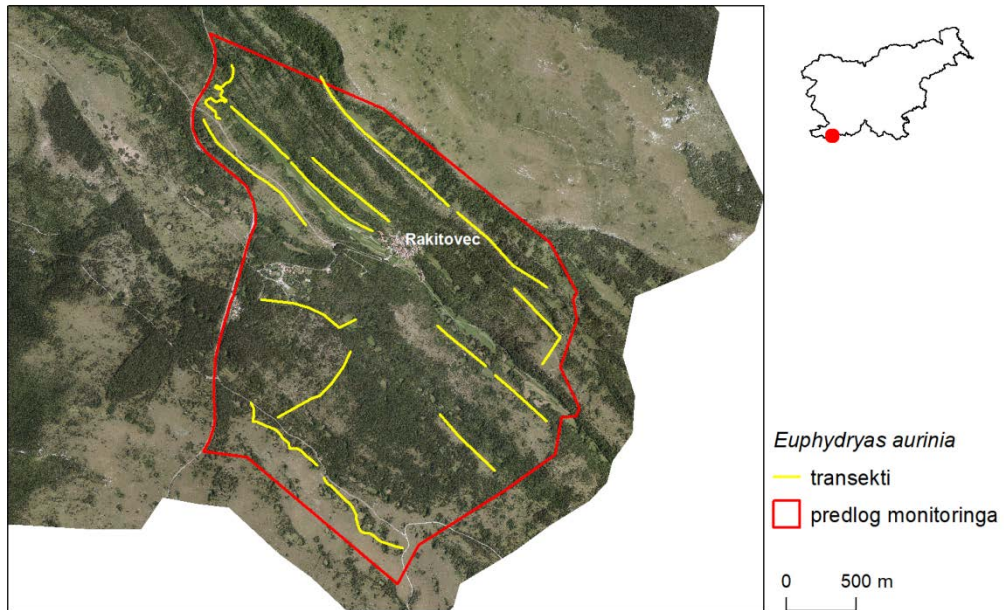 Rakitovec
Euphydryas aurinia
transekti
predlog monitoringa
0 500 m